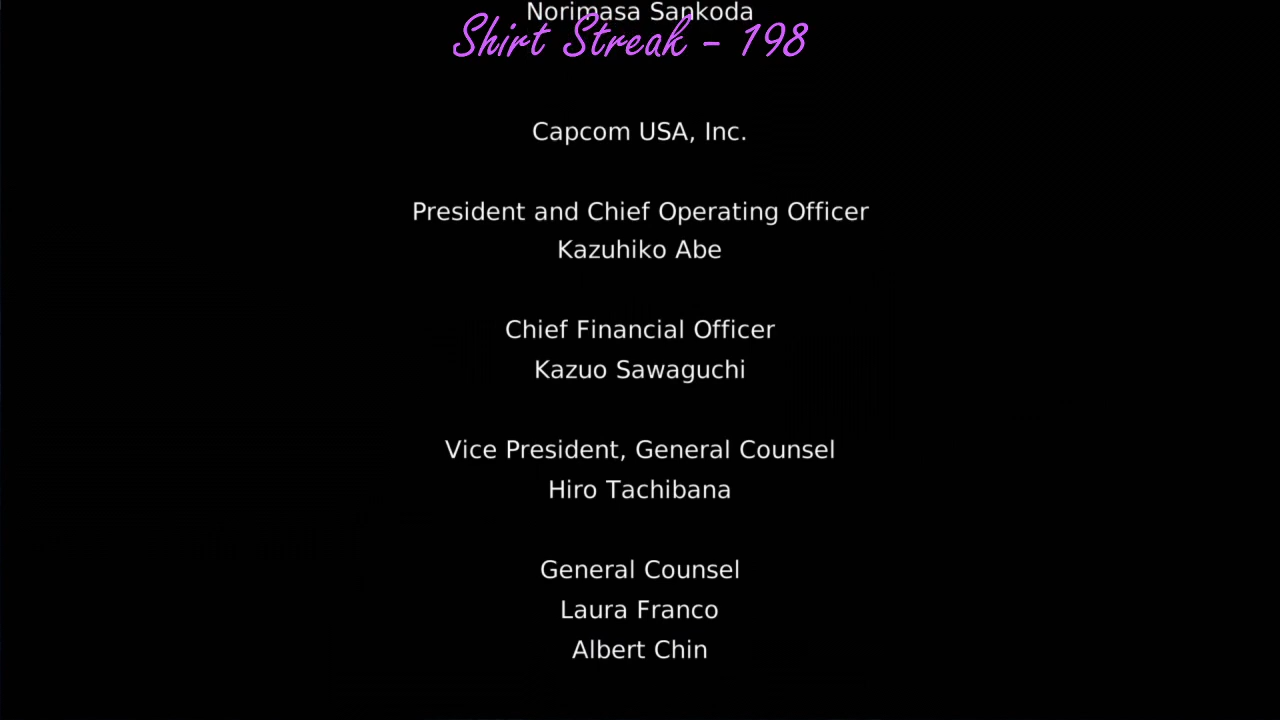 Norimasa Sankoda
Shirt Streak - 198
Capcom USA, Inc.
President and Chief Operating Officer
Kazuhiko Abe
Chief Financial Officer
Kazuo Sawaguchi
Vice President, General Counsel
Hiro Tachibana
General Counsel
Laura Franco
Albert Chin